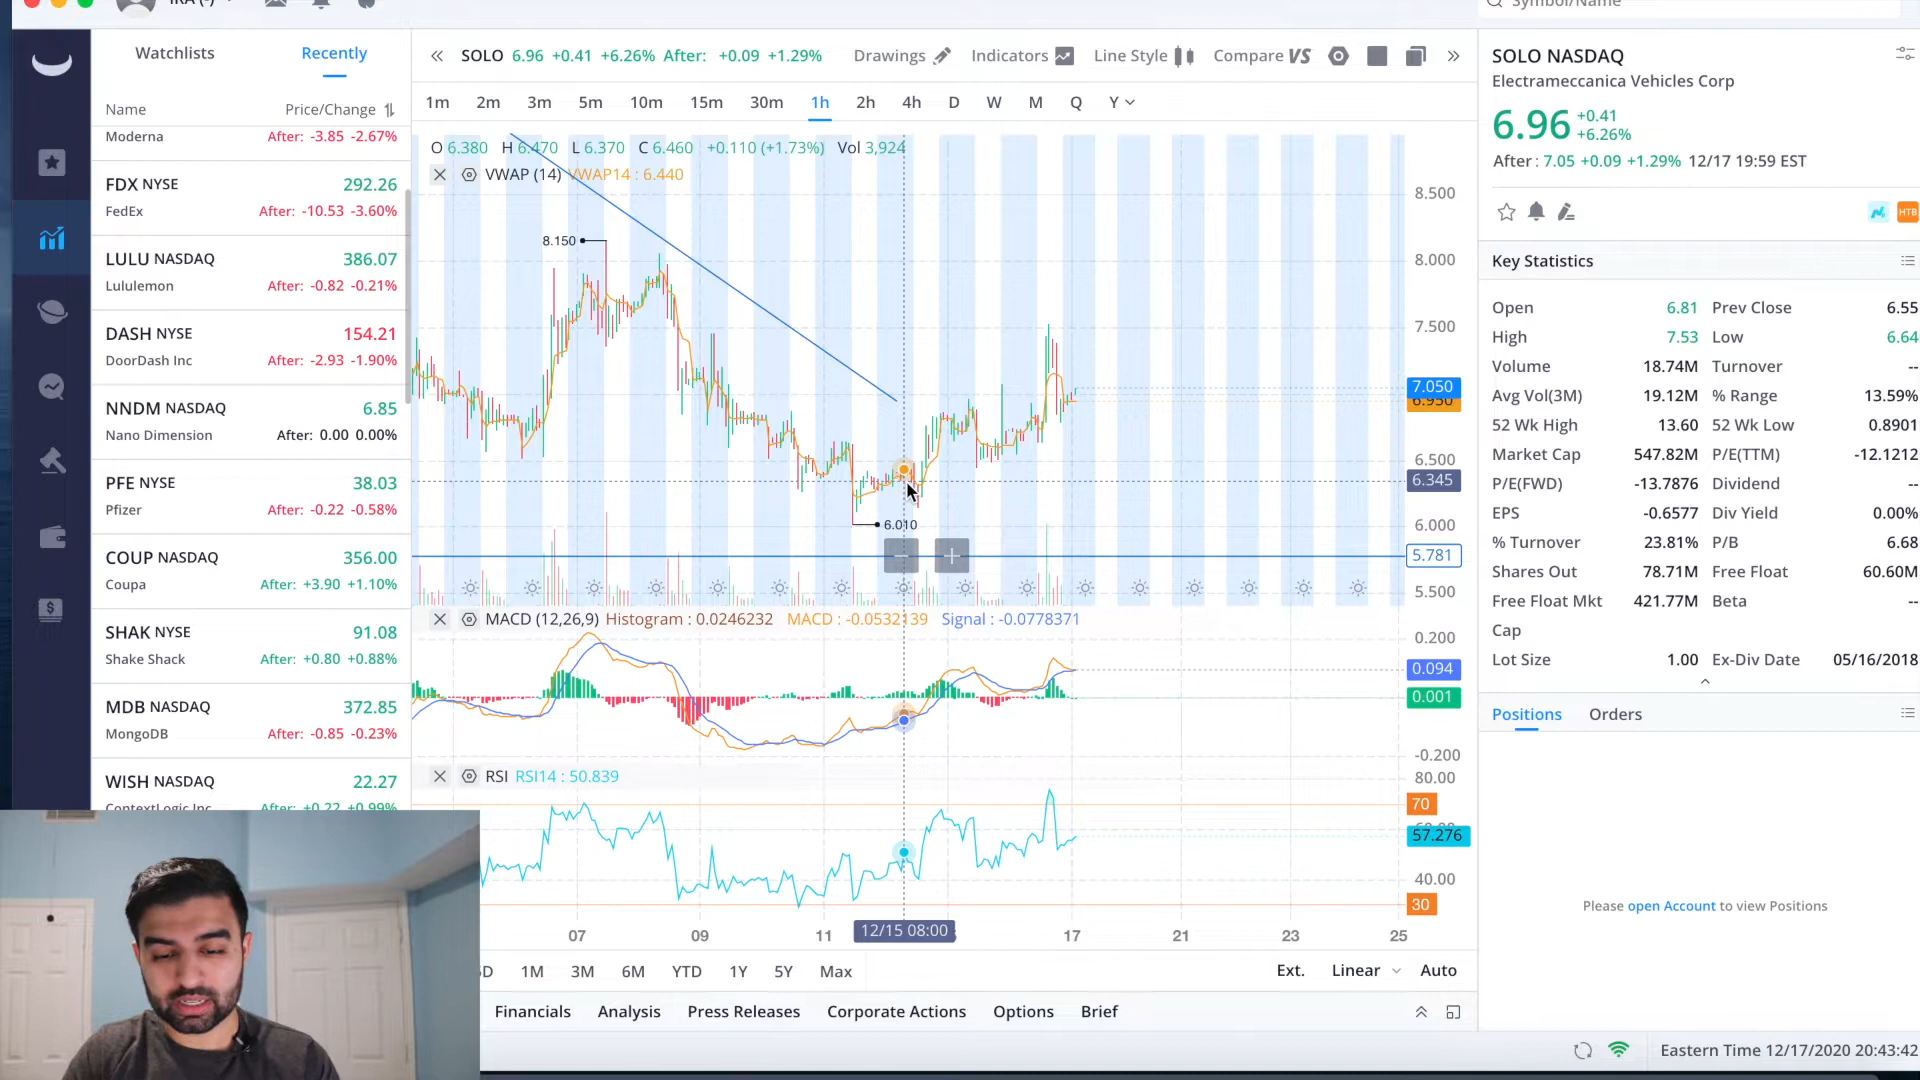 IRA (-)
Symbol/Name
Watchlists Recently
Name Price/Change
Moderna After: -3.85 -2.67%
FDX NYSE 292.26
FedEx After: -10.53 -3.60%
LULU NASDAQ 386.07
Lululemon After: -0.82 -0.21%
DASH NYSE 154.21
DoorDash Inc After: -2.93 -1.90%
NNDM NASDAQ 6.85
Nano Dimension After: 0.00 0.00%
PFE NYSE 38.03
Pfizer After: -0.22 -0.58%
COUP NASDAQ 356.00
Coupa After: +3.90 +1.10%
SHAK NYSE 91.08
Shake Shack After: +0.80 +0.88%
MDB NASDAQ 372.85
MongoDB After: -0.85 -0.23%
WISH NASDAQ 22.27
ContextLogic Inc After: +0.22 +0.99%
SOLO 6.96 +0.41 +6.26% After: +0.09 +1.29% Drawings Indicators Line Style Compare VS
1m 2m 3m 5m 10m 15m 30m 1h 2h 4h D W M Q Y
O 6.380 H 6.470 L 6.370 C 6.460 +0.110 (+1.73%) Vol 3,924
VWAP (14) VWAP14 : 6.440
8.500
8.150
8.000
7.500
7.050
6.950
6.500
6.345
6.010
6.000
5.781
5.500
MACD (12,26,9) Histogram : 0.0246232 MACD : -0.0532139 Signal : -0.0778371
0.200
0.094
0.001
-0.200
RSI RSI14 : 50.839
80.00
70
57.276
40.00
30
07 09 11 12/15 08:00 17 21 23 25
1M 3M 6M YTD 1Y 5Y Max Ext. Linear Auto
Financials Analysis Press Releases Corporate Actions Options Brief
SOLO NASDAQ
Electrameccanica Vehicles Corp
6.96 +0.41
+6.26%
After : 7.05 +0.09 +1.29% 12/17 19:59 EST
HTB
Key Statistics
Open 6.81 Prev Close 6.55
High 7.53 Low 6.64
Volume 18.74M Turnover --
Avg Vol(3M) 19.12M % Range 13.59%
52 Wk High 13.60 52 Wk Low 0.8901
Market Cap 547.82M P/E(TTM) -12.1212
P/E(FWD) -13.7876 Dividend --
EPS -0.6577 Div Yield 0.00%
% Turnover 23.81% P/B 6.68
Shares Out 78.71M Free Float 60.60M
Free Float Mkt 421.77M Beta --
Cap
Lot Size 1.00 Ex-Div Date 05/16/2018
Positions Orders
Please open Account to view Positions
Eastern Time 12/17/2020 20:43:42